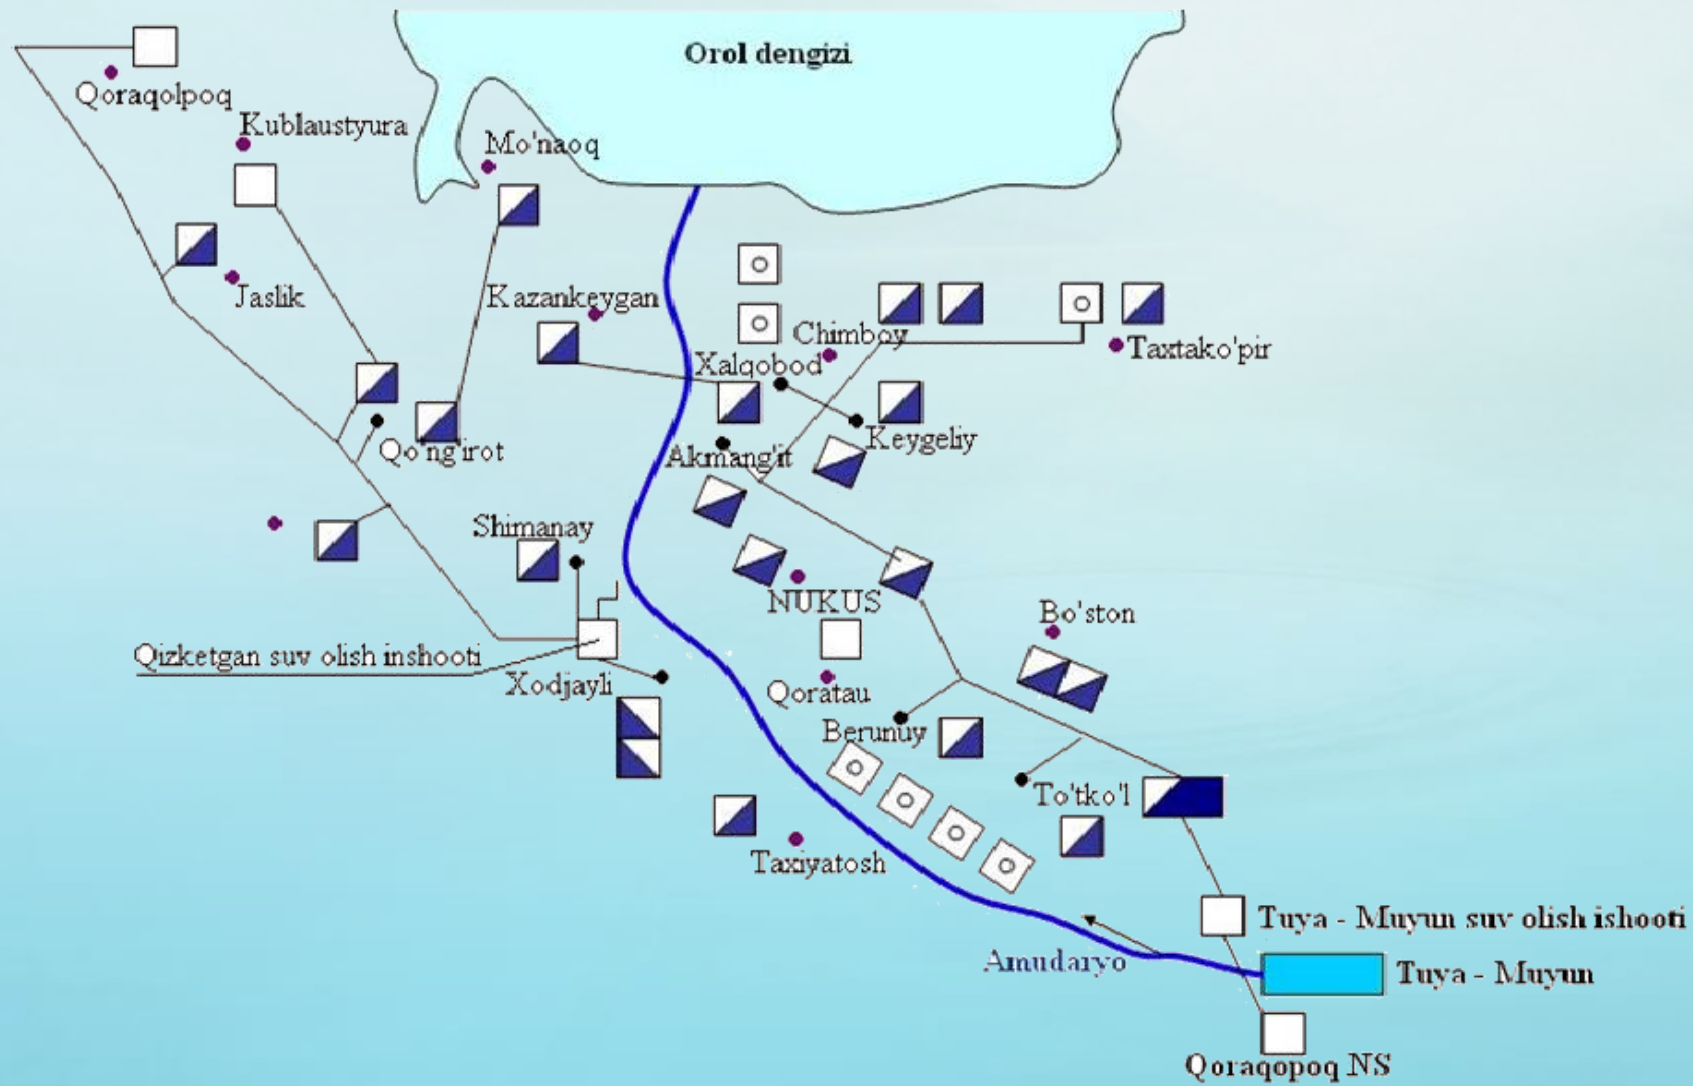 Orol dengizi
Qoraqolpoq
Kublaustyura
Mo'naoq
Jaslik
Kazankeygan
Chimboy
Taxtako'pir
Xalqobod
Keygeliy
Qo'ng'irot
Akmang'it
Shimanay
NUKUS
Bo'ston
Qizketgan suv olish inshooti
Xodjayli
Qoratau
Berunuy
To'tko'l
Taxiyatosh
Tuya - Muyun suv olish ishooti
Amudaryo
Tuya - Muyun
Qoraqopoq NS